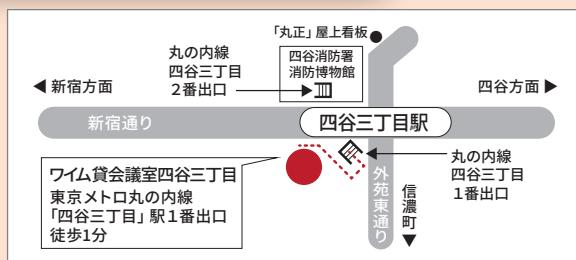 「丸正」屋上看板
丸の内線
四谷三丁目
2番出口
四谷消防署
消防博物館
◀ 新宿方面
四谷方面 ▶
新宿通り
四谷三丁目駅
ワイム貸会議室四谷三丁目
東京メトロ丸の内線
「四谷三丁目」駅1番出口
徒歩1分
丸の内線
四谷三丁目
1番出口
外苑東通り
信濃町
▼